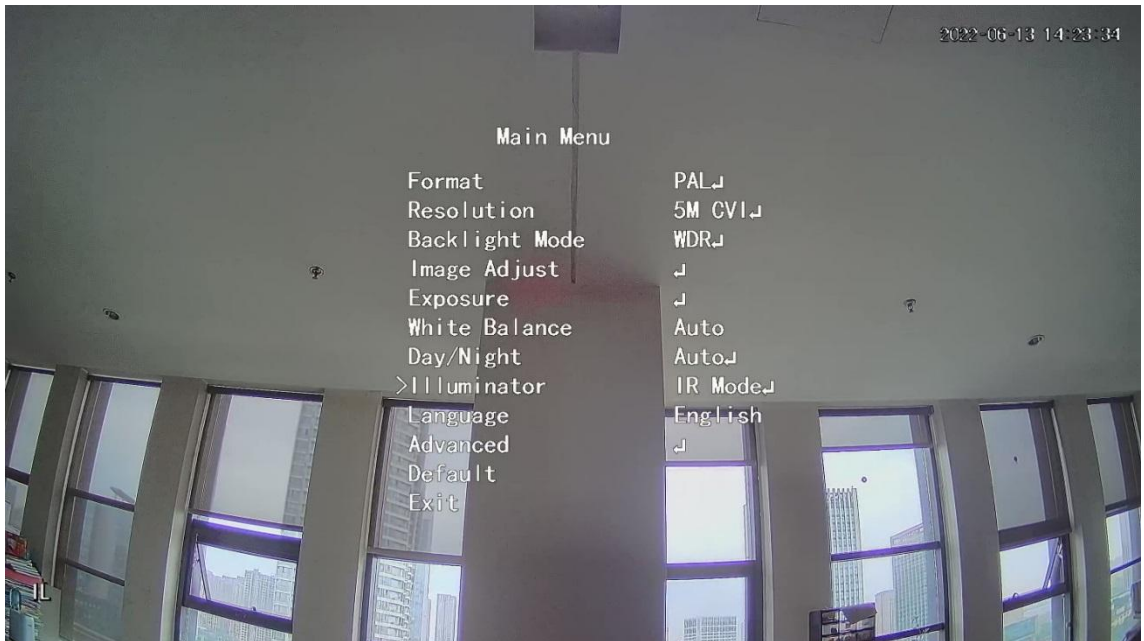 2022-06-13 14:23:34
Main Menu
Format PAL↲
Resolution 5M CVI↲
Backlight Mode WDR↲
Image Adjust ↲
Exposure ↲
White Balance Auto
Day/Night Auto↲
>Illuminator IR Mode↲
Language English
Advanced ↲
Default
Exit
IL